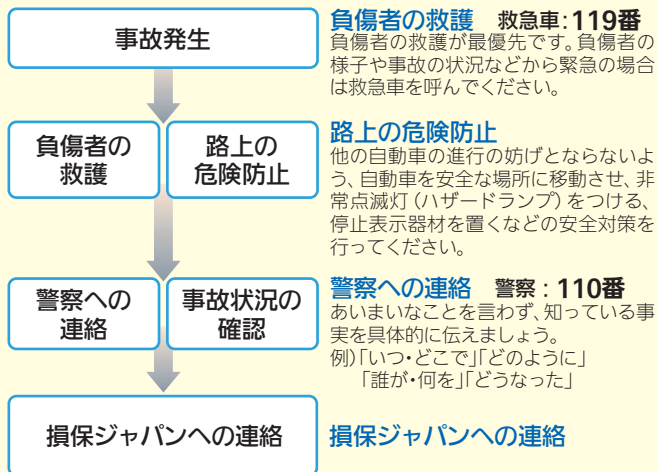 事故発生
負傷者の救護　救急車：119番
負傷者の救護が最優先です。負傷者の
様子や事故の状況などから緊急の場合
は救急車を呼んでください。
負傷者の
救護
路上の
危険防止
路上の危険防止
他の自動車の進行の妨げとならないよ
う、自動車を安全な場所に移動させ、非
常点滅灯（ハザードランプ）をつける、
停止表示器材を置くなどの安全対策を
行ってください。
警察への
連絡
事故状況の
確認
警察への連絡　警察：110番
あいまいなことを言わず、知っている事
実を具体的に伝えましょう。
例）「いつ・どこで」「どのように」
「誰が・何を」「どうなった」
損保ジャパンへの連絡
損保ジャパンへの連絡